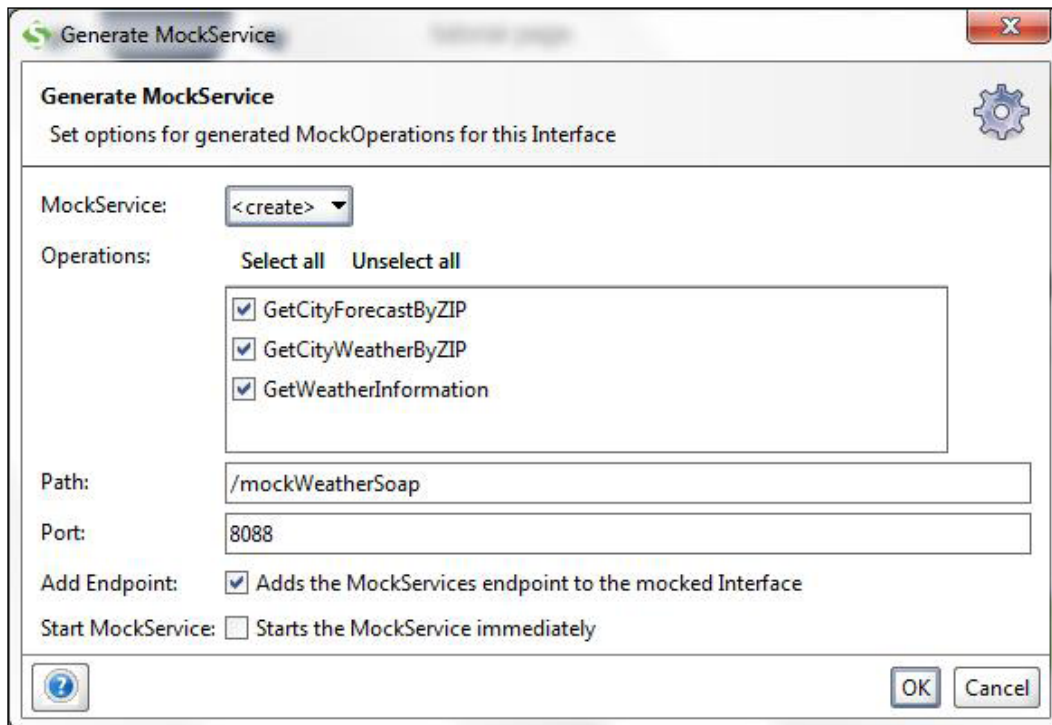 Generate MockService
tutorial page
Generate MockService
Set options for generated MockOperations for this Interface
MockService:
<create>
Operations:
Select all Unselect all
GetCityForecastByZIP
GetCityWeatherByZIP
GetWeatherInformation
Path:
/mockWeatherSoap
Port:
8088
Add Endpoint:
Adds the MockServices endpoint to the mocked Interface
Start MockService:
Starts the MockService immediately
OK Cancel